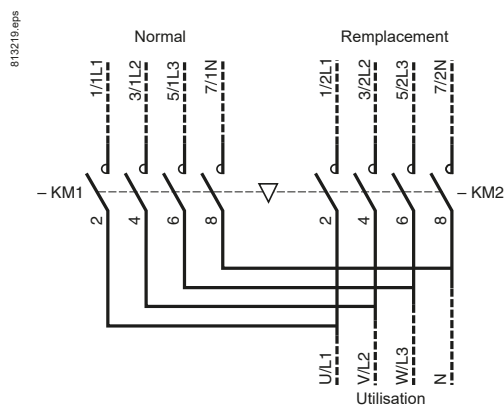 813219.eps
Normal
Remplacement
1/1L1
3/1L2
5/1L3
7/1N
1/2L1
3/2L2
5/2L3
7/2N
– KM1
– KM2
2
4
6
8
2
4
6
8
U/L1
V/L2
W/L3
N
Utilisation